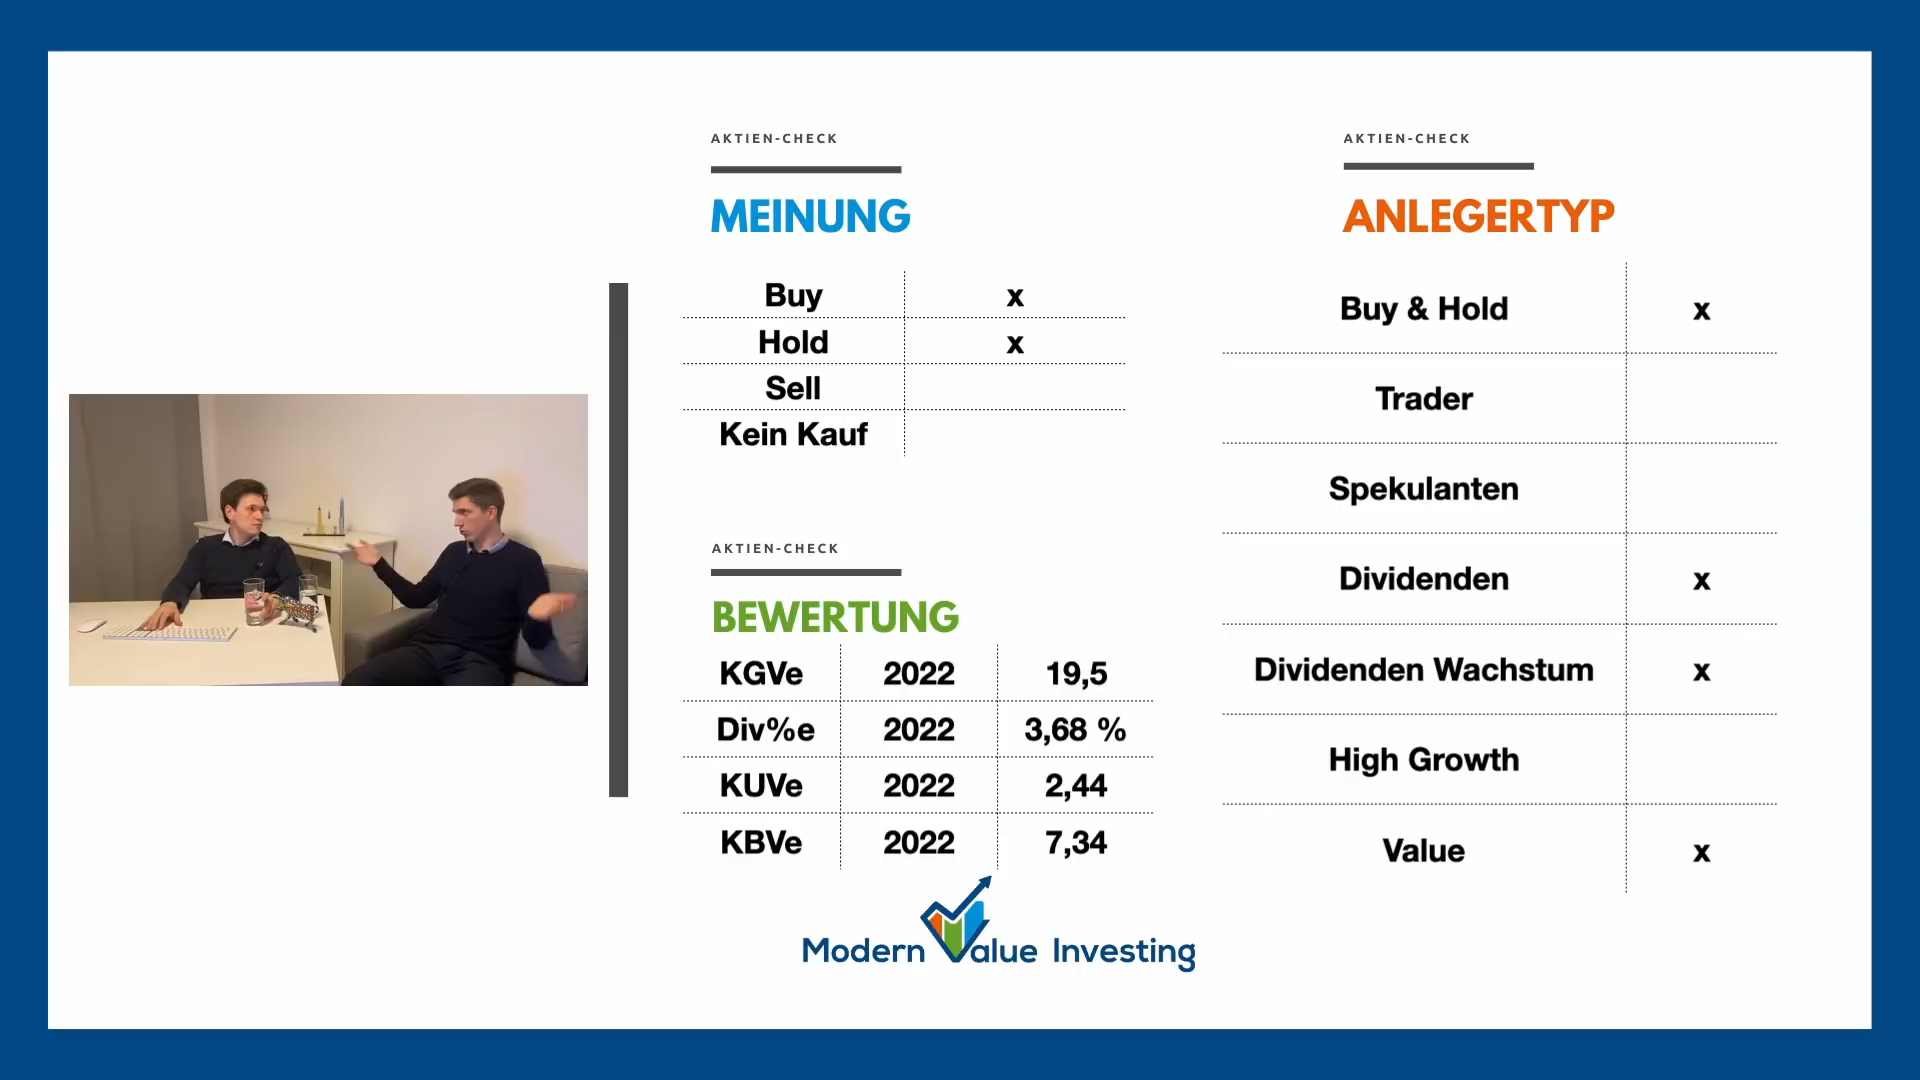 AKTIEN-CHECK
MEINUNG
Buy x
Hold x
Sell
Kein Kauf
AKTIEN-CHECK
BEWERTUNG
KGVe 2022 19,5
Div%e 2022 3,68 %
KUVe 2022 2,44
KBVe 2022 7,34
AKTIEN-CHECK
ANLEGERTYP
Buy & Hold x
Trader
Spekulanten
Dividenden x
Dividenden Wachstum x
High Growth
Value x
Modern Value Investing